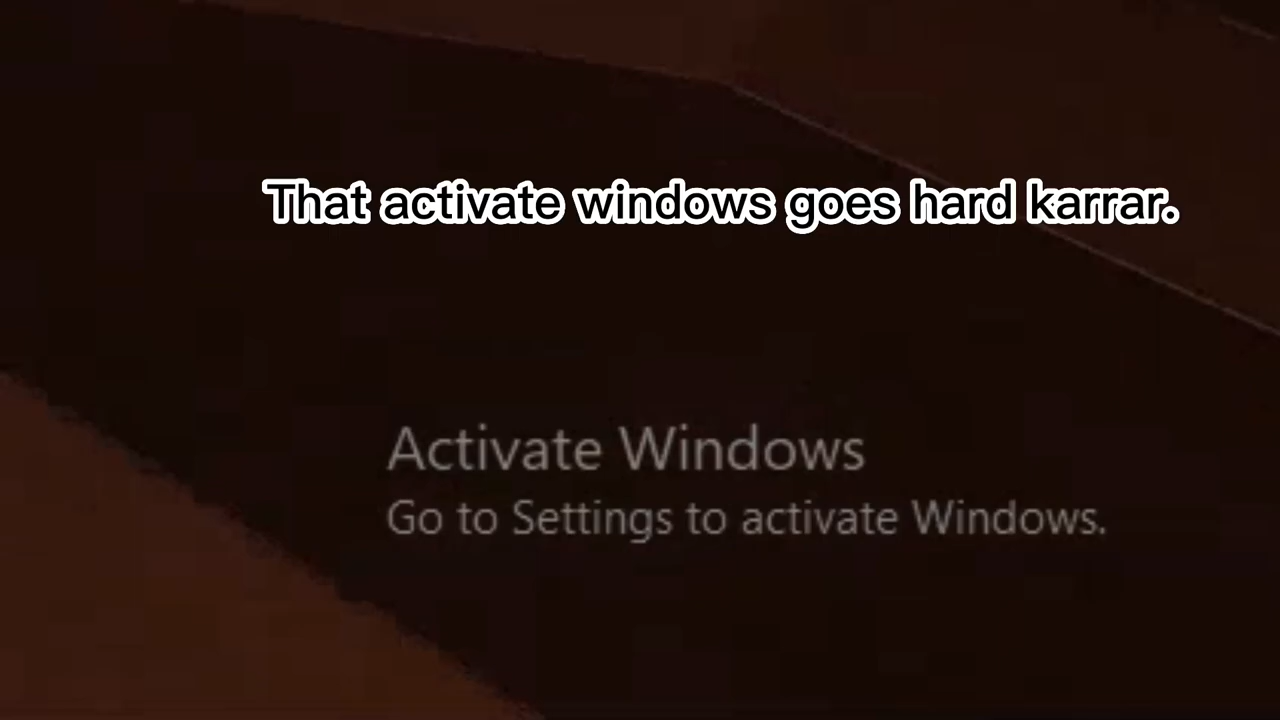 That activate windows goes hard karrar.
Activate Windows
Go to Settings to activate Windows.